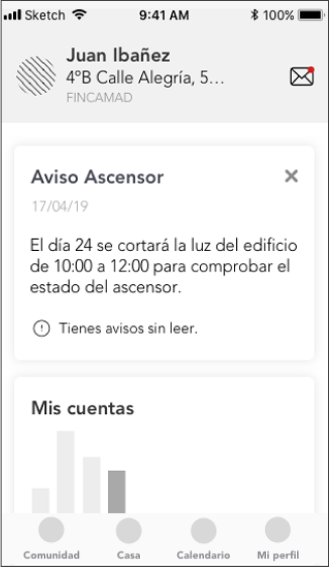 Sketch 9:41 AM 100%
Juan Ibañez
4ºB Calle Alegría, 5...
FINCAMAD
Aviso Ascensor
17/04/19
El día 24 se cortará la luz del edificio
de 10:00 a 12:00 para comprobar el
estado del ascensor.
Tienes avisos sin leer.
Mis cuentas
Comunidad Casa Calendario Mi perfil